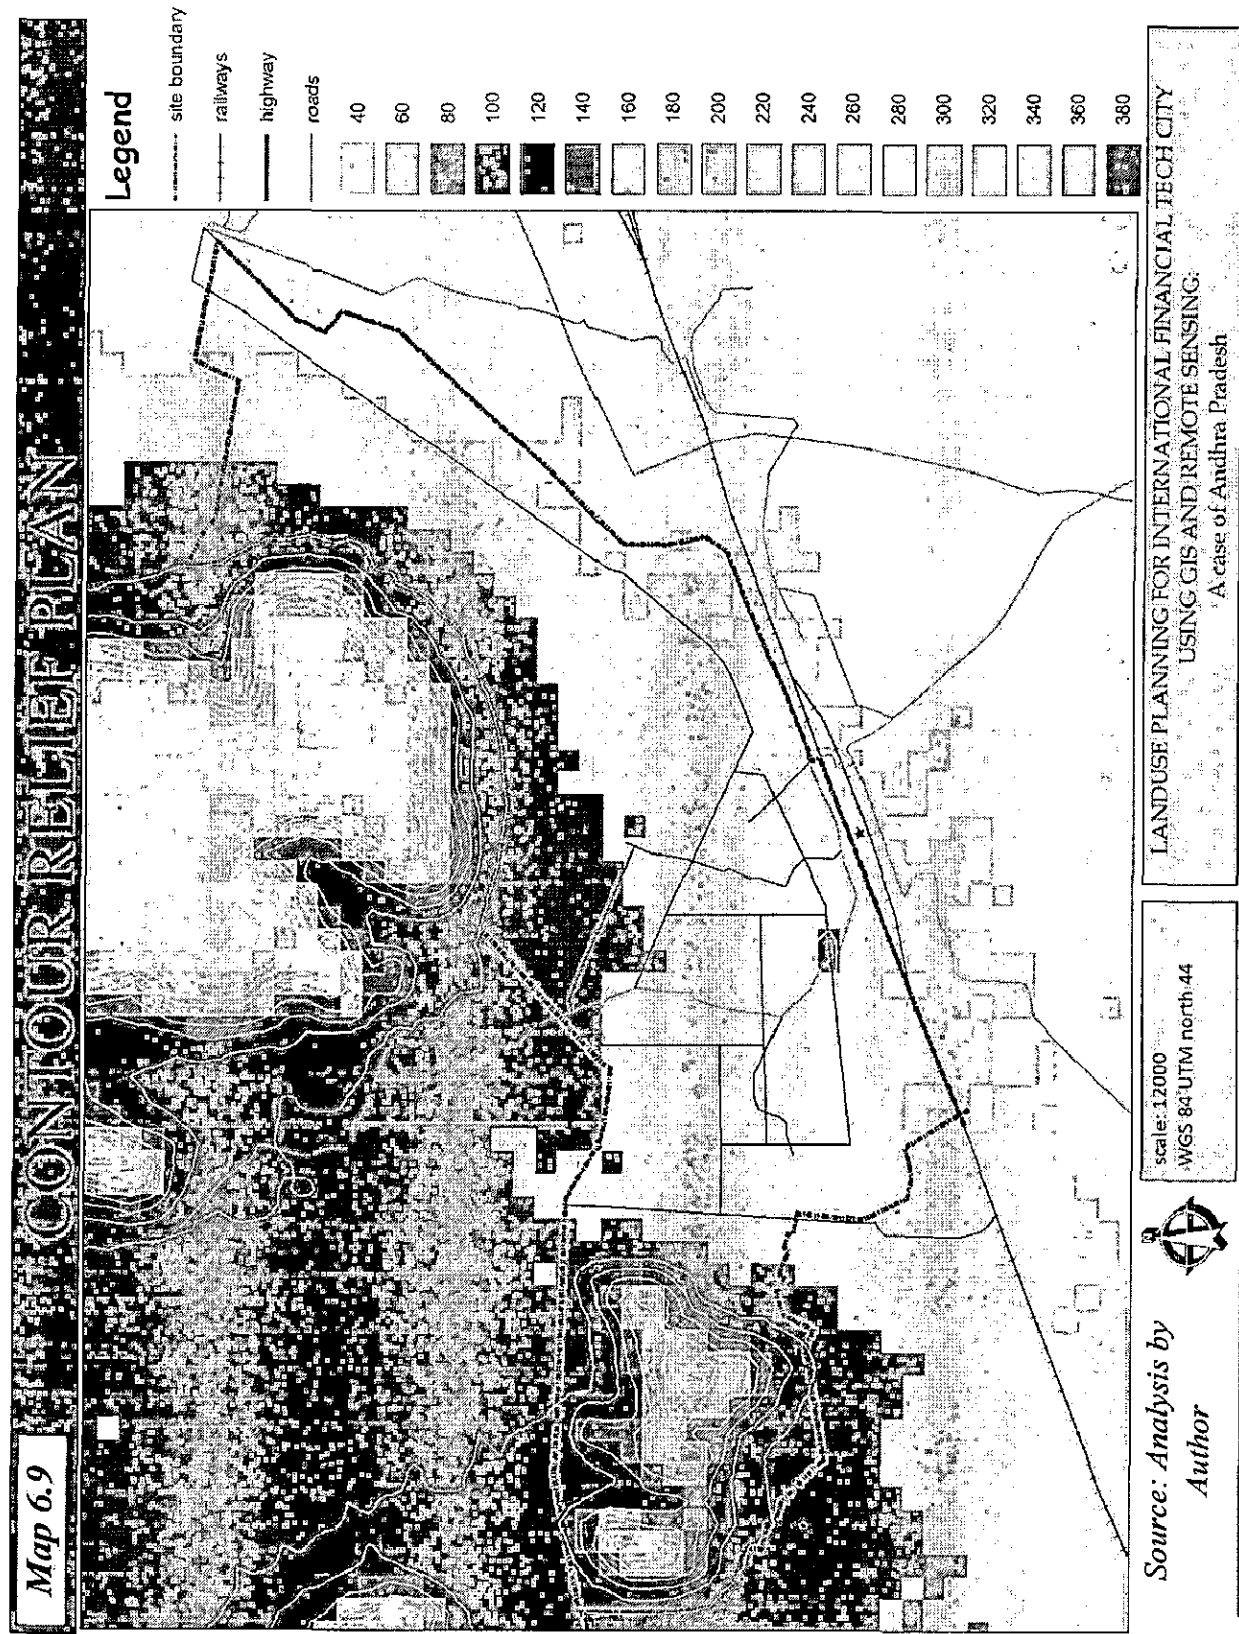 Map 6.9
CONTOUR RELIEF PLAN
Legend
site boundary
railways
highway
roads
40
60
80
100
120
140
160
180
200
220
240
260
280
300
320
340
360
380
Source: Analysis by
Author
scale: 12000
WGS 84 UTM north 44
LANDUSE PLANNING FOR INTERNATIONAL FINANCIAL TECH CITY
USING GIS AND REMOTE SENSING:
A case of Andhra Pradesh